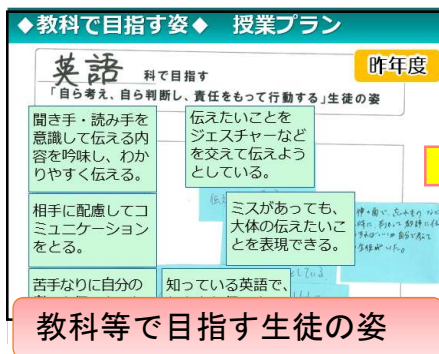 ◆教科で目指す姿◆ 授業プラン
昨年度
英語 科で目指す
「自ら考え、自ら判断し、責任をもって行動する」生徒の姿
聞き手・読み手を
意識して伝える内
容を吟味し、わか
りやすく伝える。
伝えたいことを
ジェスチャーなど
を交えて伝えよう
としている。
相手に配慮してコ
ミュニケーション
をとる。
ミスがあっても、
大体の伝えたいこ
とを表現できる。
苦手なりに自分の
知っている英語で、
教科等で目指す生徒の姿